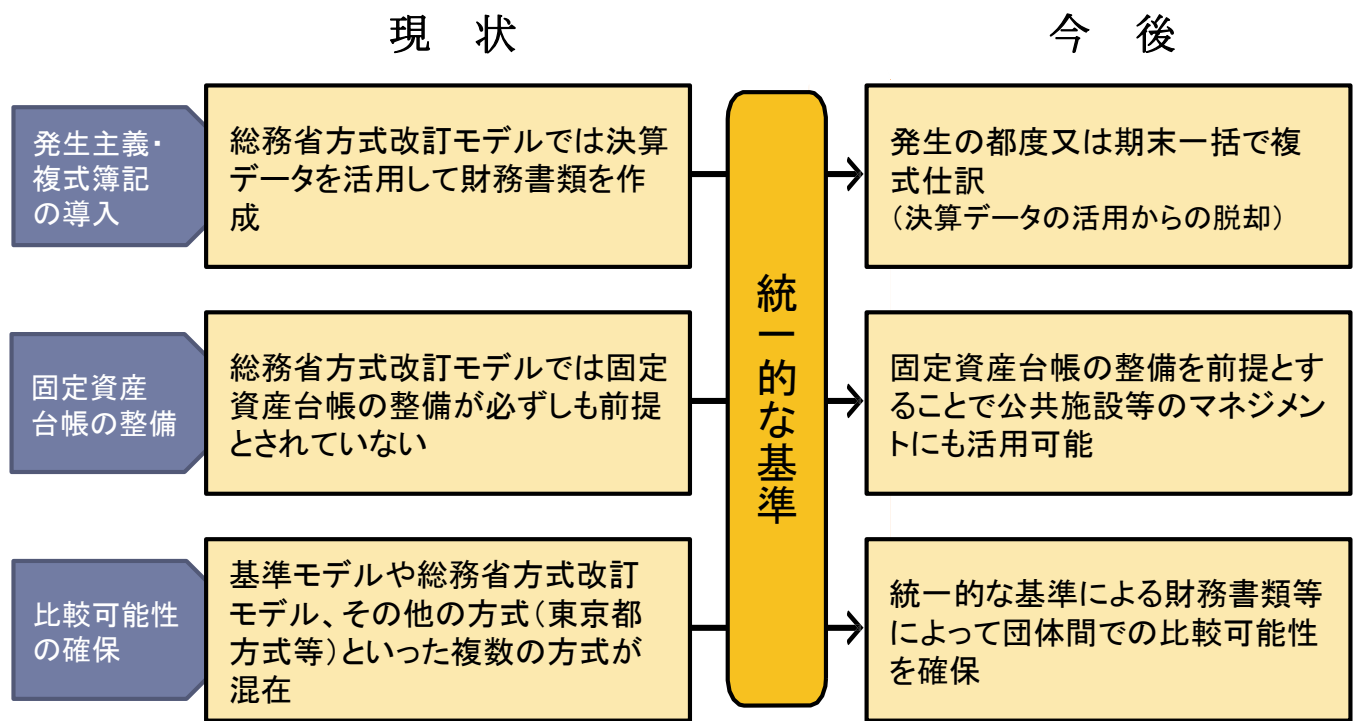 現 状
今 後
発生主義・
複式簿記
の導入
総務省方式改訂モデルでは決算
データを活用して財務書類を作
成
発生の都度又は期末一括で複
式仕訳
（決算データの活用からの脱却）
統一的な基準
固定資産
台帳の整備
総務省方式改訂モデルでは固定
資産台帳の整備が必ずしも前提
とされていない
固定資産台帳の整備を前提とす
ることで公共施設等のマネジメン
トにも活用可能
比較可能性
の確保
基準モデルや総務省方式改訂
モデル、その他の方式（東京都
方式等）といった複数の方式が
混在
統一的な基準による財務書類等
によって団体間での比較可能性
を確保